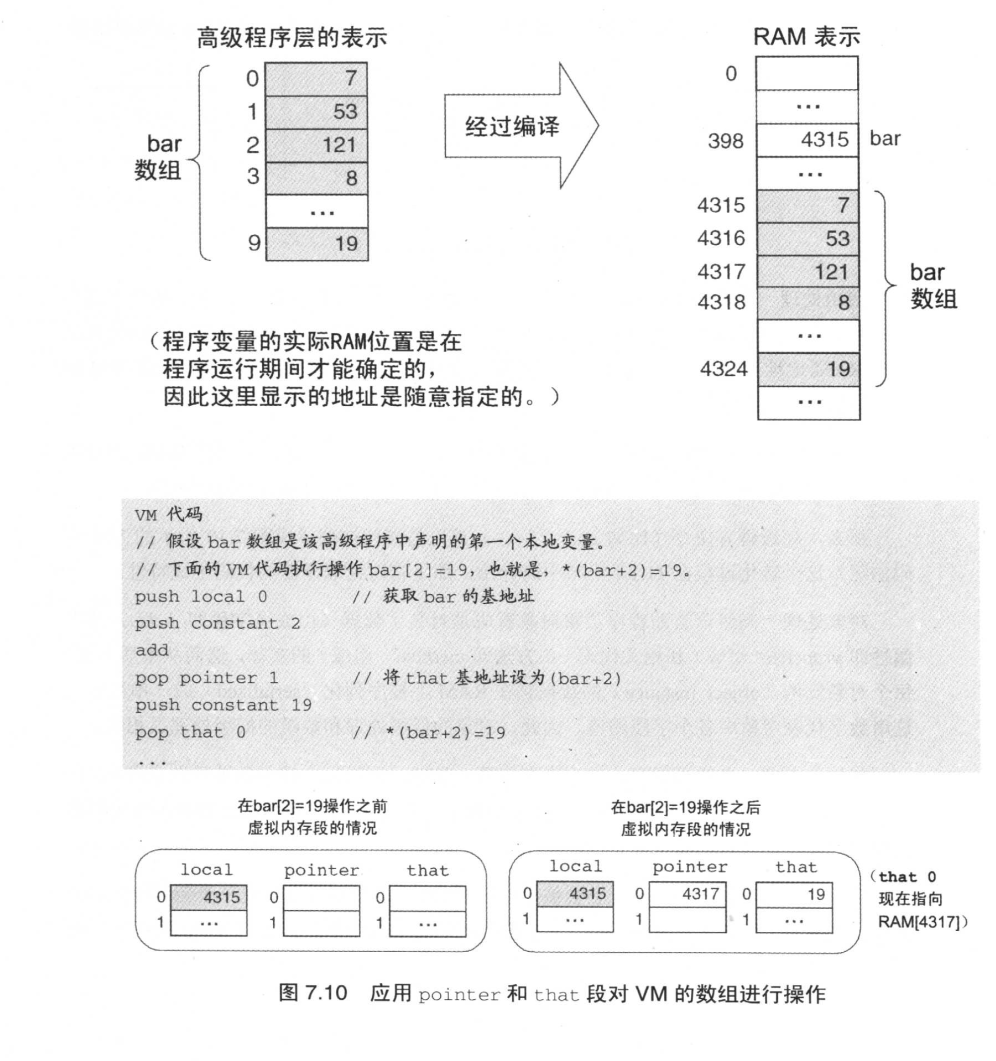 高级程序层的表示
bar
数组
0 7
1 53
2 121
3 8
...
9 19
经过编译
RAM 表示
0
...
398 4315 bar
...
4315 7
4316 53
4317 121
4318 8
...
4324 19
...
bar
数组
（程序变量的实际RAM位置是在
程序运行期间才能确定的，
因此这里显示的地址是随意指定的。）
VM 代码
// 假设 bar 数组是该高级程序中声明的第一个本地变量。
// 下面的 VM 代码执行操作 bar[2]=19，也就是，*(bar+2)=19。
push local 0 // 获取 bar 的基地址
push constant 2
add
pop pointer 1 // 将 that 基地址设为(bar+2)
push constant 19
pop that 0 // *(bar+2)=19
...
在bar[2]=19操作之前
虚拟内存段的情况
local pointer that
0 4315 0 0
1 ... 1 1 ...
在bar[2]=19操作之后
虚拟内存段的情况
local pointer that
0 4315 0 4317 0 19
1 ... 1 1 ...
（that 0
现在指向
RAM[4317]）
图 7.10 应用 pointer 和 that 段对 VM 的数组进行操作